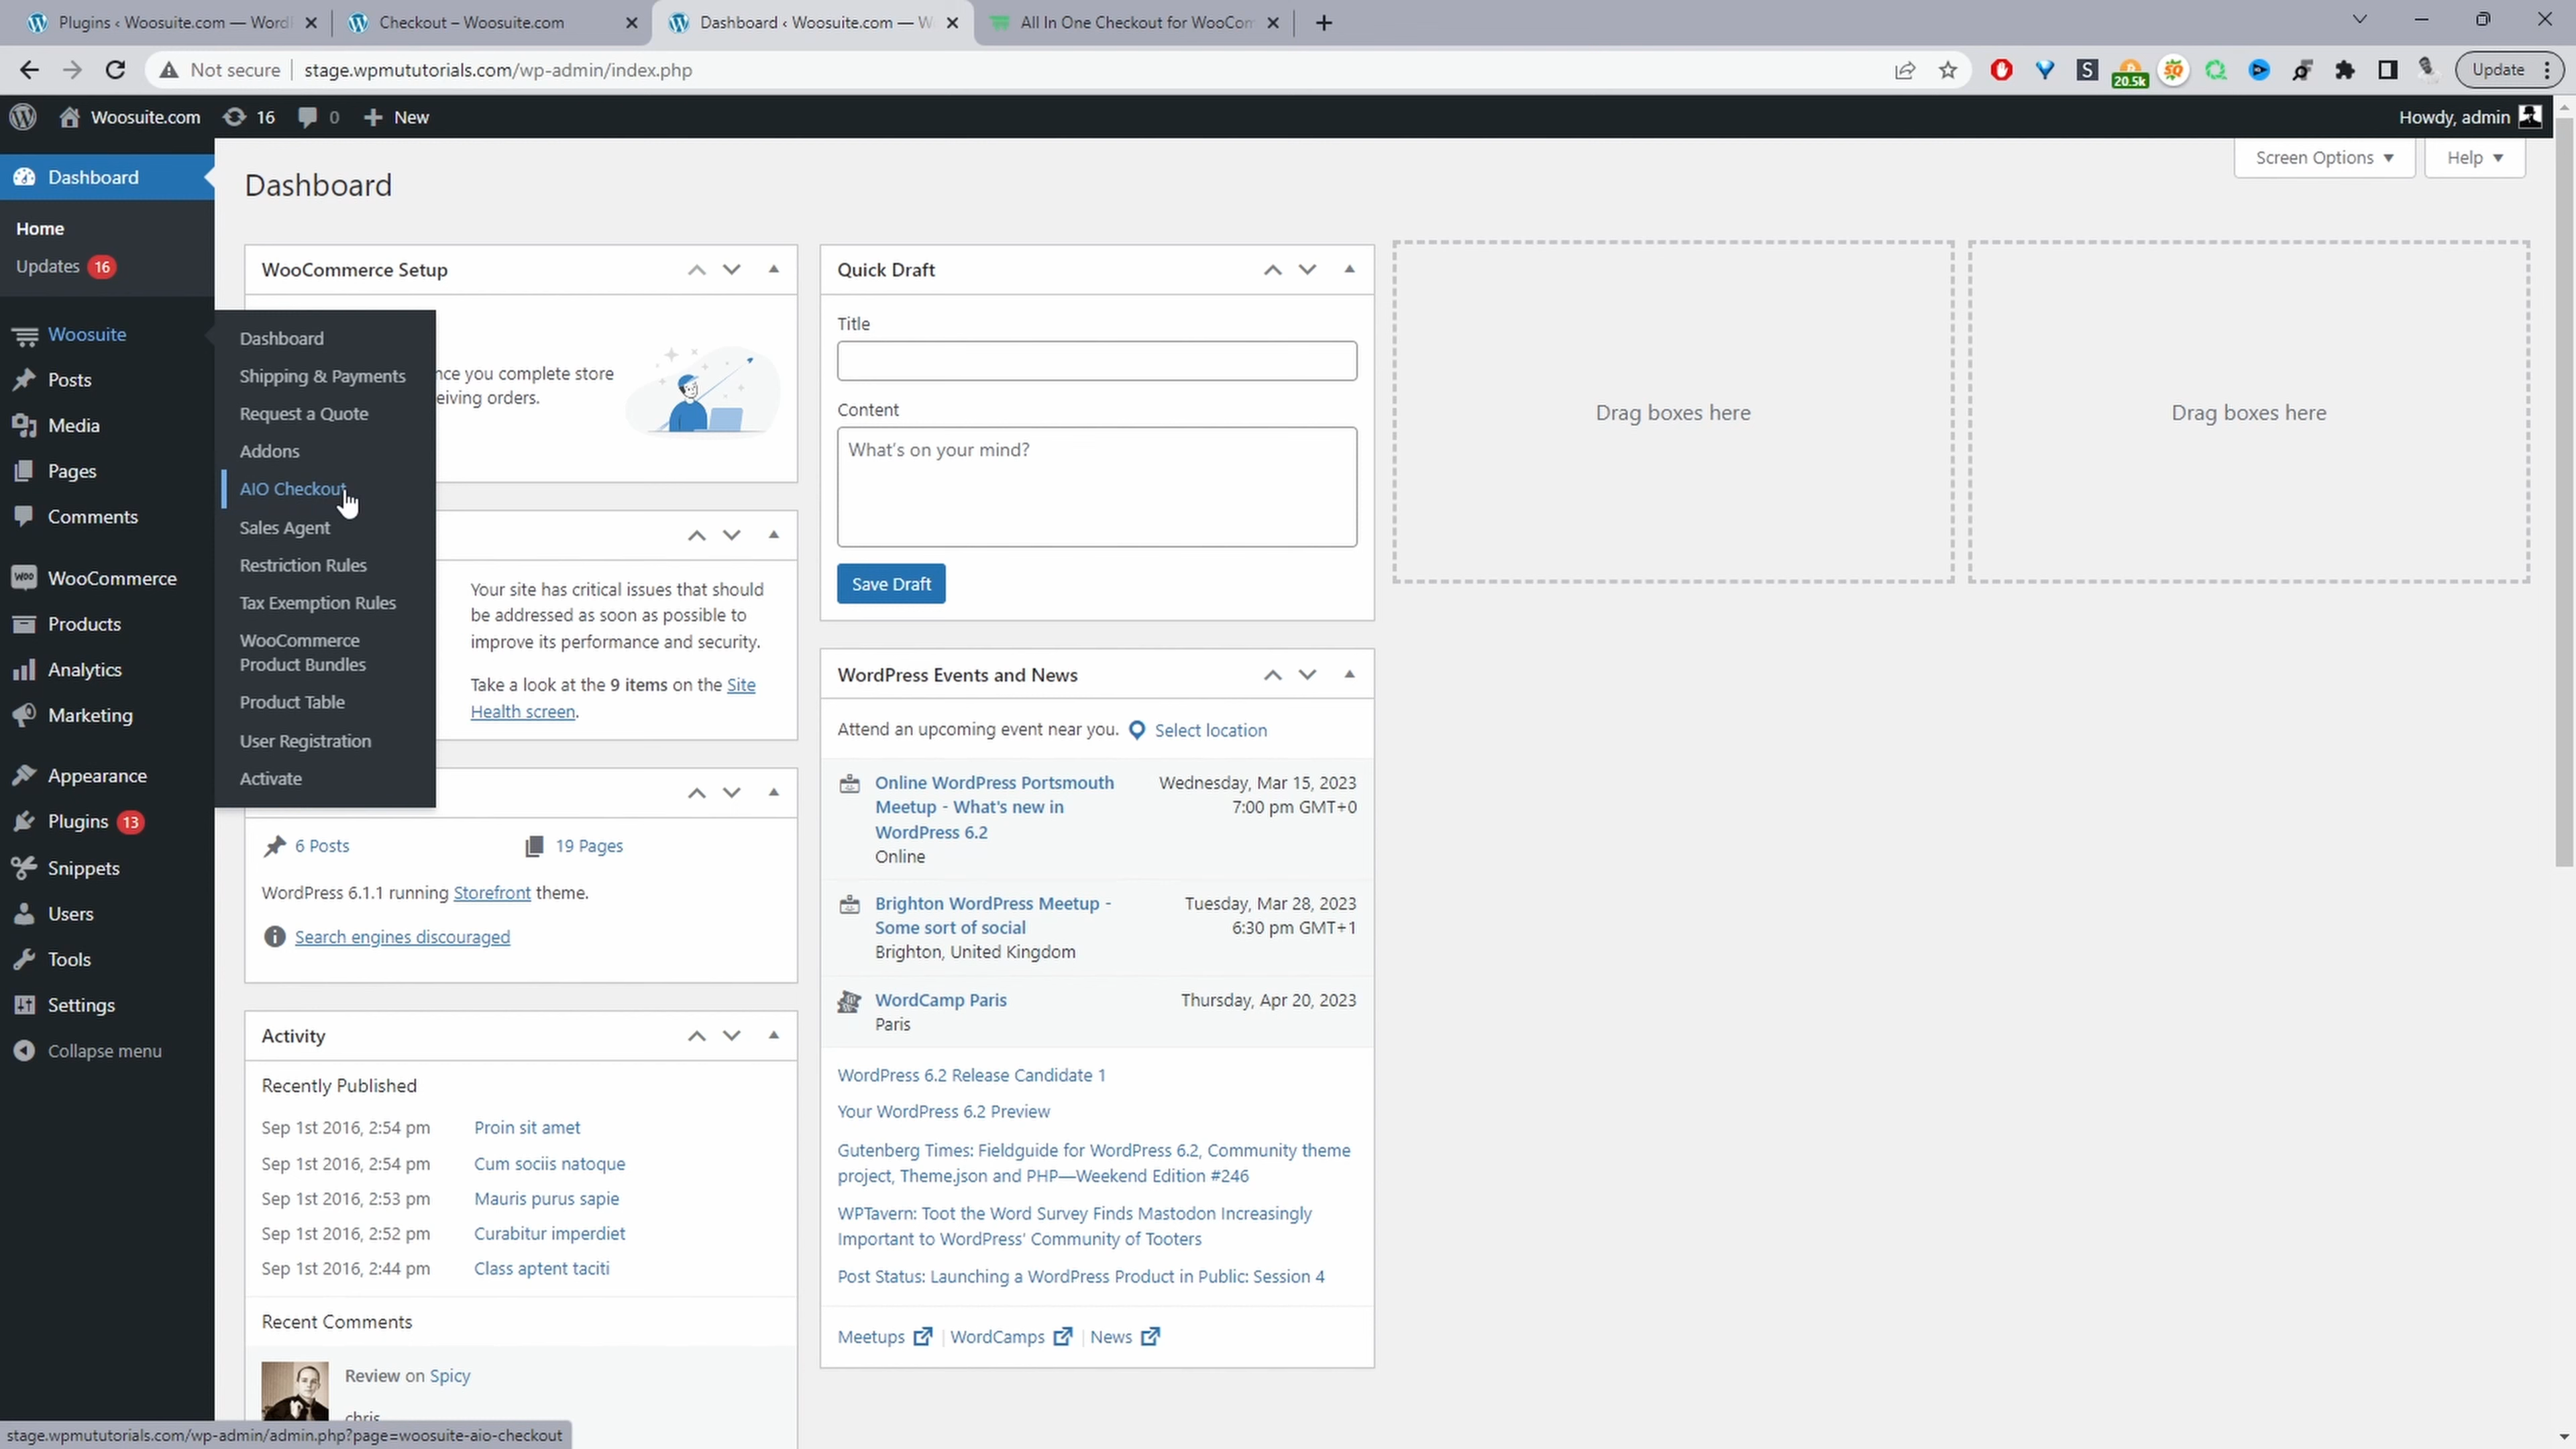 Plugins ‹ Woosuite.com — Word
Checkout – Woosuite.com
Dashboard ‹ Woosuite.com — W
All In One Checkout for WooCom
Not secure
stage.wpmututorials.com/wp-admin/index.php
S
20.5k
SQ
Update
Woosuite.com
16
0
New
Howdy, admin
Dashboard
Home
Updates 16
Woosuite
Posts
Media
Pages
Comments
WooCommerce
Products
Analytics
Marketing
Appearance
Plugins 13
Snippets
Users
Tools
Settings
Collapse menu
Dashboard
Shipping & Payments
Request a Quote
Addons
AIO Checkout
Sales Agent
Restriction Rules
Tax Exemption Rules
WooCommerce
Product Bundles
Product Table
User Registration
Activate
Dashboard
Screen Options
Help
WooCommerce Setup
nce you complete store
eiving orders.
Your site has critical issues that should
be addressed as soon as possible to
improve its performance and security.
Take a look at the 9 items on the Site
Health screen.
6 Posts
19 Pages
WordPress 6.1.1 running Storefront theme.
Search engines discouraged
Activity
Recently Published
Sep 1st 2016, 2:54 pm Proin sit amet
Sep 1st 2016, 2:54 pm Cum sociis natoque
Sep 1st 2016, 2:53 pm Mauris purus sapie
Sep 1st 2016, 2:52 pm Curabitur imperdiet
Sep 1st 2016, 2:44 pm Class aptent taciti
Recent Comments
Review on Spicy
chris
Quick Draft
Title
Content
What's on your mind?
Save Draft
WordPress Events and News
Attend an upcoming event near you. Select location
Online WordPress Portsmouth
Meetup - What's new in
WordPress 6.2
Online
Wednesday, Mar 15, 2023
7:00 pm GMT+0
Brighton WordPress Meetup -
Some sort of social
Brighton, United Kingdom
Tuesday, Mar 28, 2023
6:30 pm GMT+1
WordCamp Paris
Paris
Thursday, Apr 20, 2023
WordPress 6.2 Release Candidate 1
Your WordPress 6.2 Preview
Gutenberg Times: Fieldguide for WordPress 6.2, Community theme
project, Theme.json and PHP—Weekend Edition #246
WPTavern: Toot the Word Survey Finds Mastodon Increasingly
Important to WordPress' Community of Tooters
Post Status: Launching a WordPress Product in Public: Session 4
Meetups | WordCamps | News
Drag boxes here
Drag boxes here
stage.wpmututorials.com/wp-admin/admin.php?page=woosuite-aio-checkout